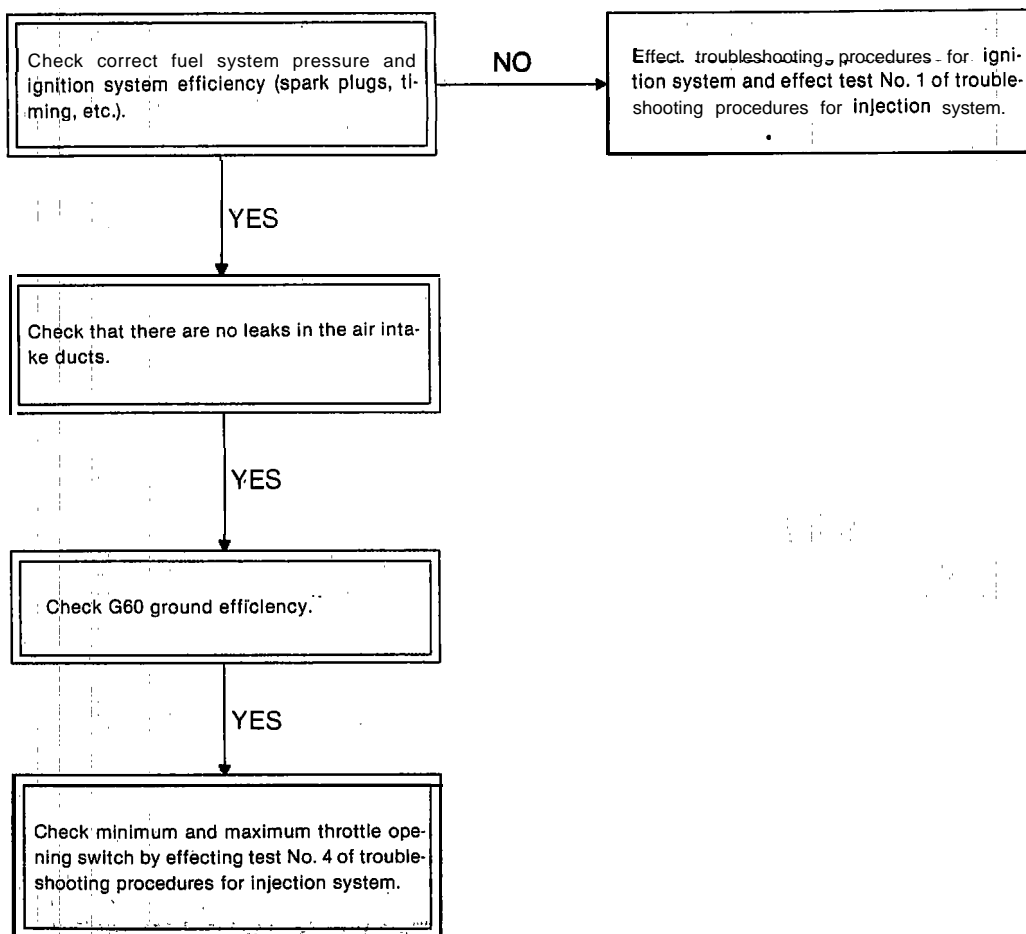 Check correct fuel system pressure and
ignition system efficiency (spark plugs, ti-
ming, etc.).
NO
Effect troubleshooting procedures for igni-
tion system and effect test No. 1 of trouble-
shooting procedures for injection system.
YES
Check that there are no leaks in the air inta-
ke ducts.
YES
Check G60 ground efficiency.
YES
Check minimum and maximum throttle ope-
ning switch by effecting test No. 4 of trouble-
shooting procedures for injection system.